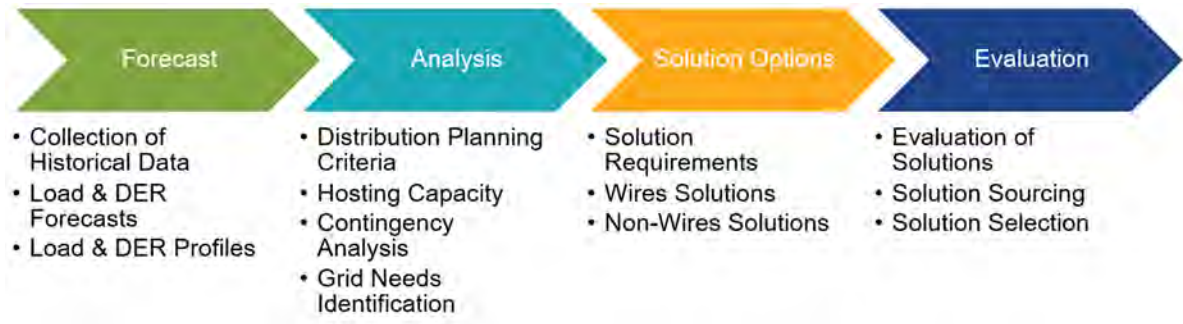 Forecast
• Collection of
Historical Data
• Load & DER
Forecasts
• Load & DER Profiles
Analysis
• Distribution Planning
Criteria
• Hosting Capacity
• Contingency
Analysis
• Grid Needs
Identification
Solution Options
• Solution
Requirements
• Wires Solutions
• Non-Wires Solutions
Evaluation
• Evaluation of
Solutions
• Solution Sourcing
• Solution Selection